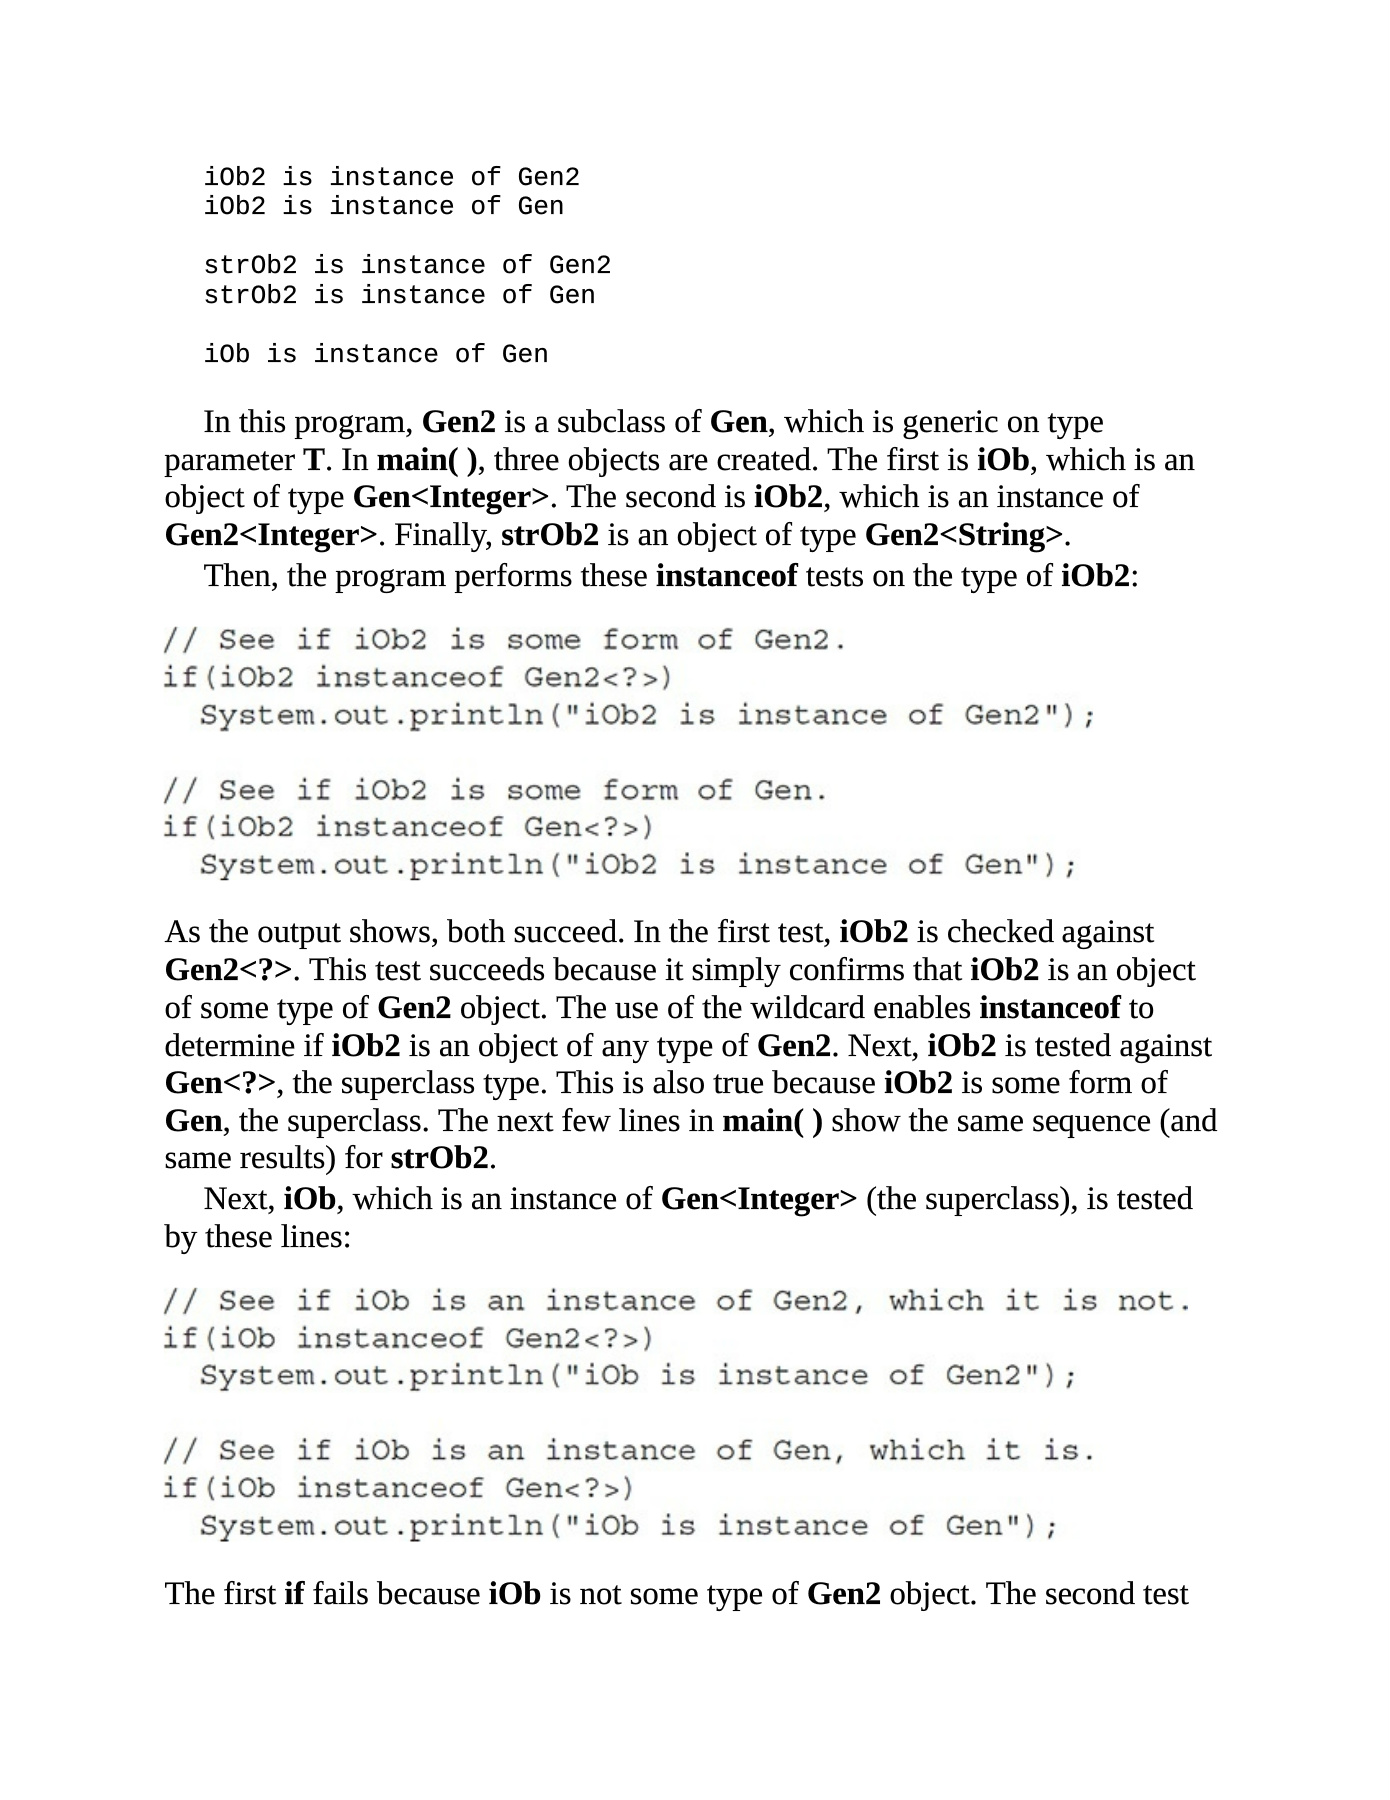 iOb2 is instance of Gen2
iOb2 is instance of Gen
strOb2 is instance of Gen2
strOb2 is instance of Gen
iOb is instance of Gen
In this program, Gen2 is a subclass of Gen, which is generic on type
parameter T. In main( ), three objects are created. The first is iOb, which is an
object of type Gen<Integer>. The second is iOb2, which is an instance of
Gen2<Integer>. Finally, strOb2 is an object of type Gen2<String>.
Then, the program performs these instanceof tests on the type of iOb2:
// See if iOb2 is some form of Gen2.
if(iOb2 instanceof Gen2<?>)
System.out.println("iOb2 is instance of Gen2");
// See if iOb2 is some form of Gen.
if(iOb2 instanceof Gen<?>)
System.out.println("iOb2 is instance of Gen");
As the output shows, both succeed. In the first test, iOb2 is checked against
Gen2<?>. This test succeeds because it simply confirms that iOb2 is an object
of some type of Gen2 object. The use of the wildcard enables instanceof to
determine if iOb2 is an object of any type of Gen2. Next, iOb2 is tested against
Gen<?>, the superclass type. This is also true because iOb2 is some form of
Gen, the superclass. The next few lines in main( ) show the same sequence (and
same results) for strOb2.
Next, iOb, which is an instance of Gen<Integer> (the superclass), is tested
by these lines:
// See if iOb is an instance of Gen2, which it is not.
if(iOb instanceof Gen2<?>)
System.out.println("iOb is instance of Gen2");
// See if iOb is an instance of Gen, which it is.
if(iOb instanceof Gen<?>)
System.out.println("iOb is instance of Gen");
The first if fails because iOb is not some type of Gen2 object. The second test